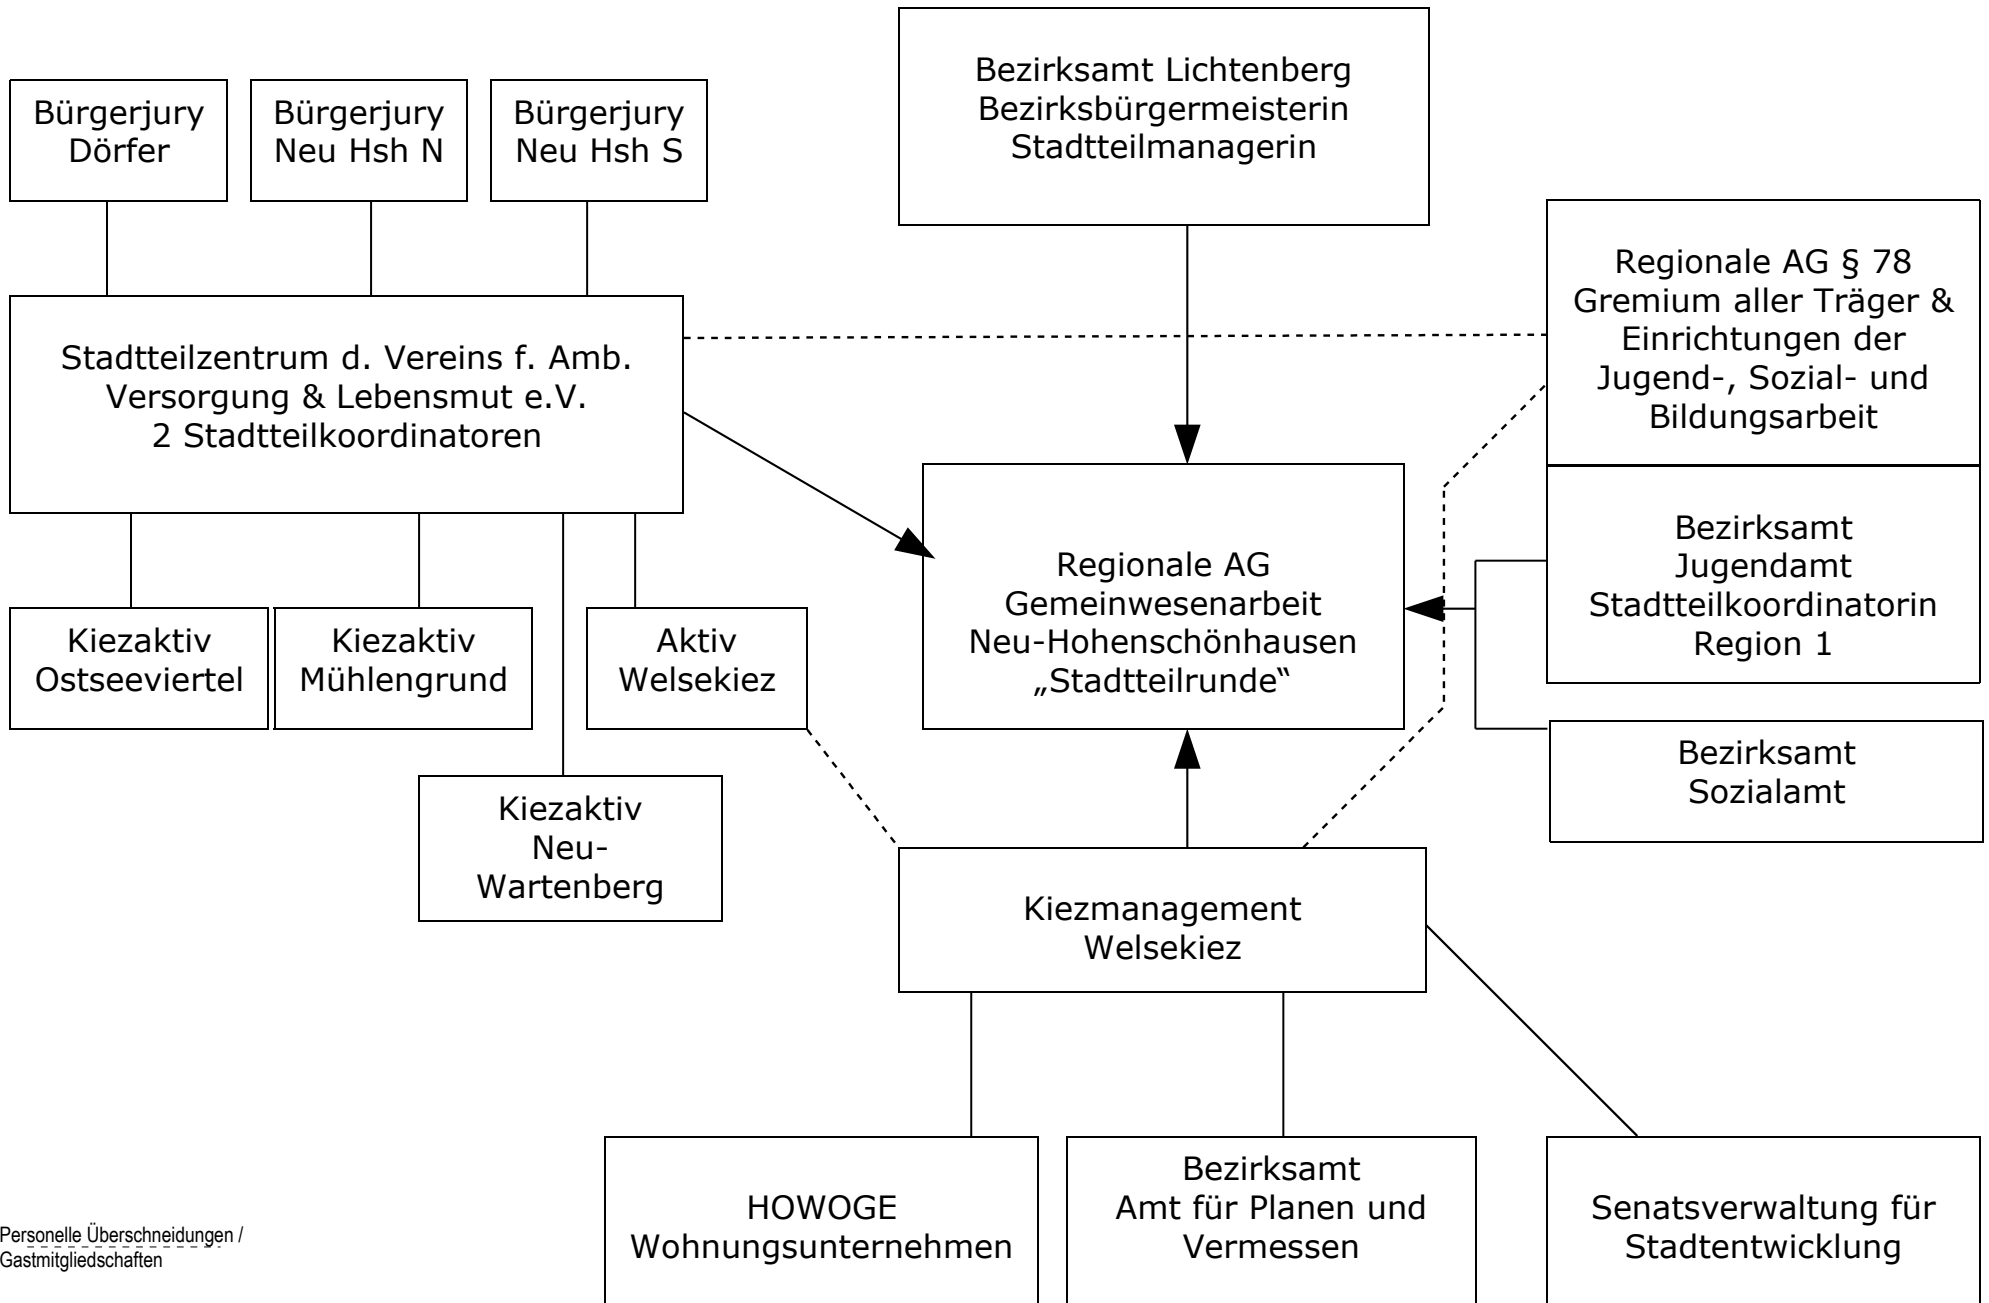 Bezirksamt Lichtenberg
Bezirksbürgermeisterin
Stadtteilmanagerin
Bürgerjury
Dörfer
Bürgerjury
Neu Hsh N
Bürgerjury
Neu Hsh S
Regionale AG § 78
Gremium aller Träger &
Einrichtungen der
Jugend-, Sozial- und
Bildungsarbeit
Stadtteilzentrum d. Vereins f. Amb.
Versorgung & Lebensmut e.V.
2 Stadtteilkoordinatoren
Regionale AG
Gemeinwesenarbeit
Neu-Hohenschönhausen
„Stadtteilrunde“
Bezirksamt
Jugendamt
Stadtteilkoordinatorin
Region 1
Kiezaktiv
Ostseeviertel
Kiezaktiv
Mühlengrund
Aktiv
Welsekiez
Bezirksamt
Sozialamt
Kiezaktiv
Neu-
Wartenberg
Kiezmanagement
Welsekiez
HOWOGE
Wohnungsunternehmen
Bezirksamt
Amt für Planen und
Vermessen
Senatsverwaltung für
Stadtentwicklung
Personelle Überschneidungen /
Gastmitgliedschaften